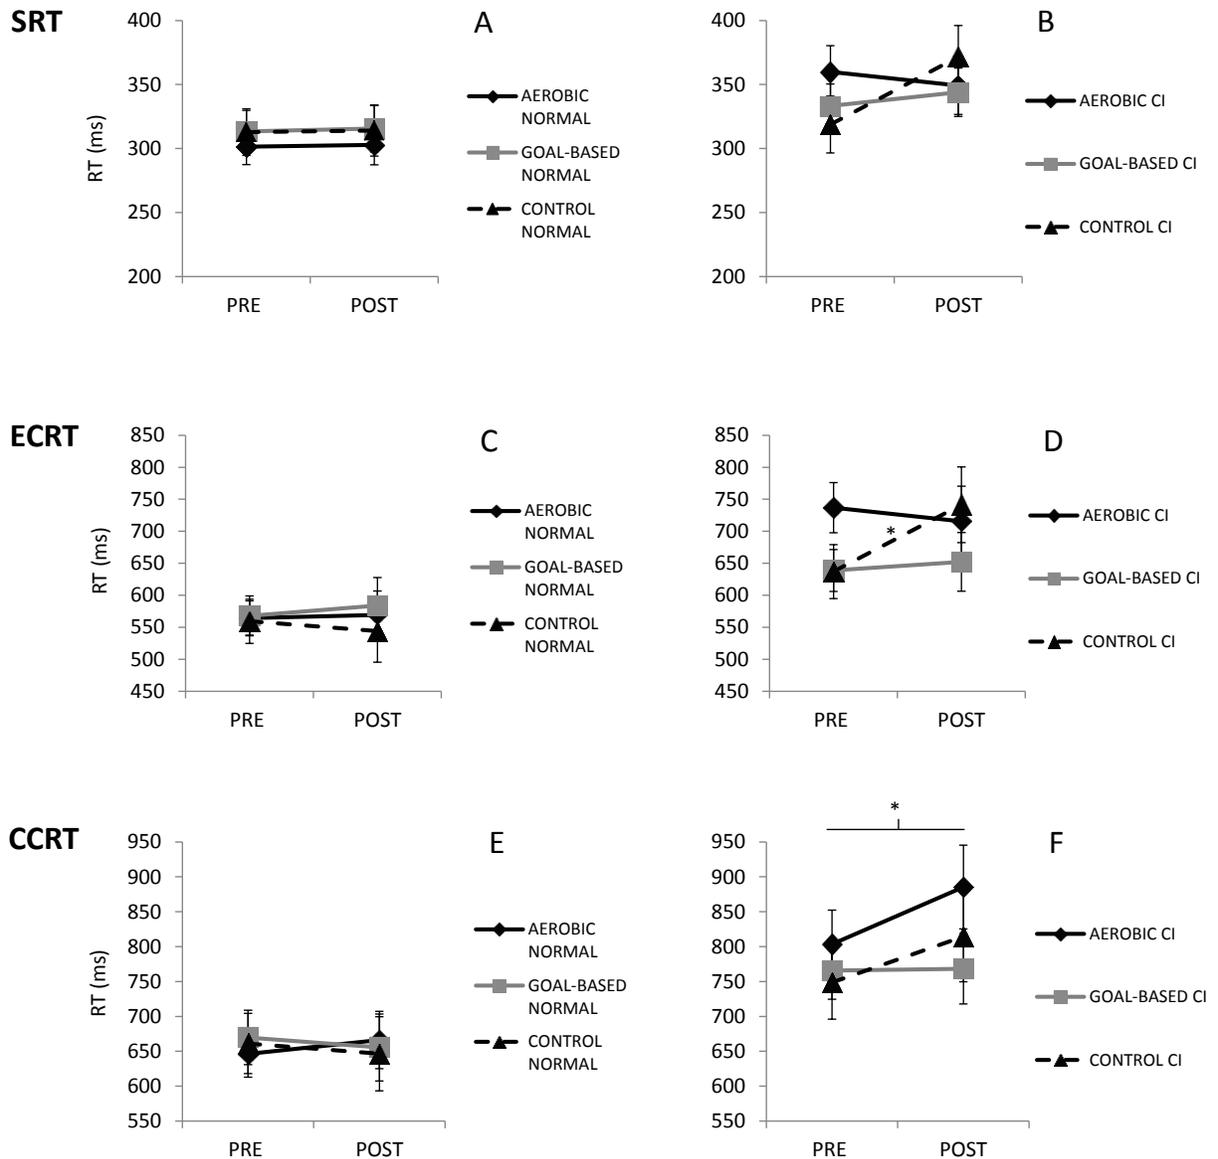 SRT
A
400
350
300
250
200
RT (ms)
PRE POST
AEROBIC
NORMAL
GOAL-BASED
NORMAL
CONTROL
NORMAL
B
400
350
300
250
200
PRE POST
AEROBIC CI
GOAL-BASED CI
CONTROL CI
ECRT
C
850
800
750
700
650
600
550
500
450
RT (ms)
PRE POST
AEROBIC
NORMAL
GOAL-BASED
NORMAL
CONTROL
NORMAL
D
850
800
750
700
650
600
550
500
450
*
PRE POST
AEROBIC CI
GOAL-BASED CI
CONTROL CI
CCRT
E
950
900
850
800
750
700
650
600
550
RT (ms)
PRE POST
AEROBIC
NORMAL
GOAL-BASED
NORMAL
CONTROL
NORMAL
*
F
950
900
850
800
750
700
650
600
550
PRE POST
AEROBIC CI
GOAL-BASED CI
CONTROL CI